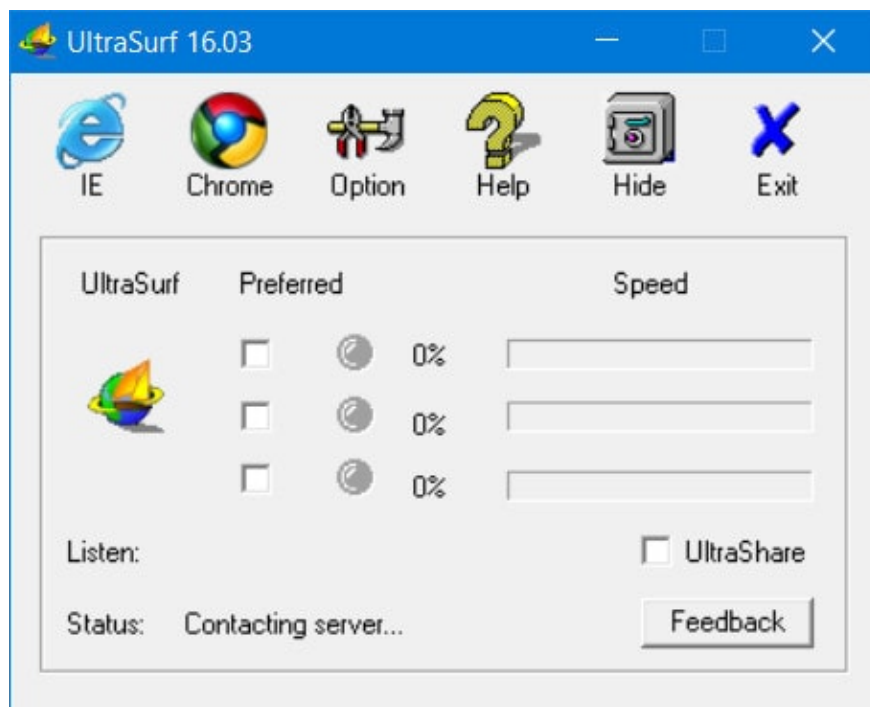 UltraSurf 16.03
IE Chrome Option Help Hide Exit
UltraSurf Preferred Speed
0%
0%
0%
Listen: UltraShare
Status: Contacting server... Feedback